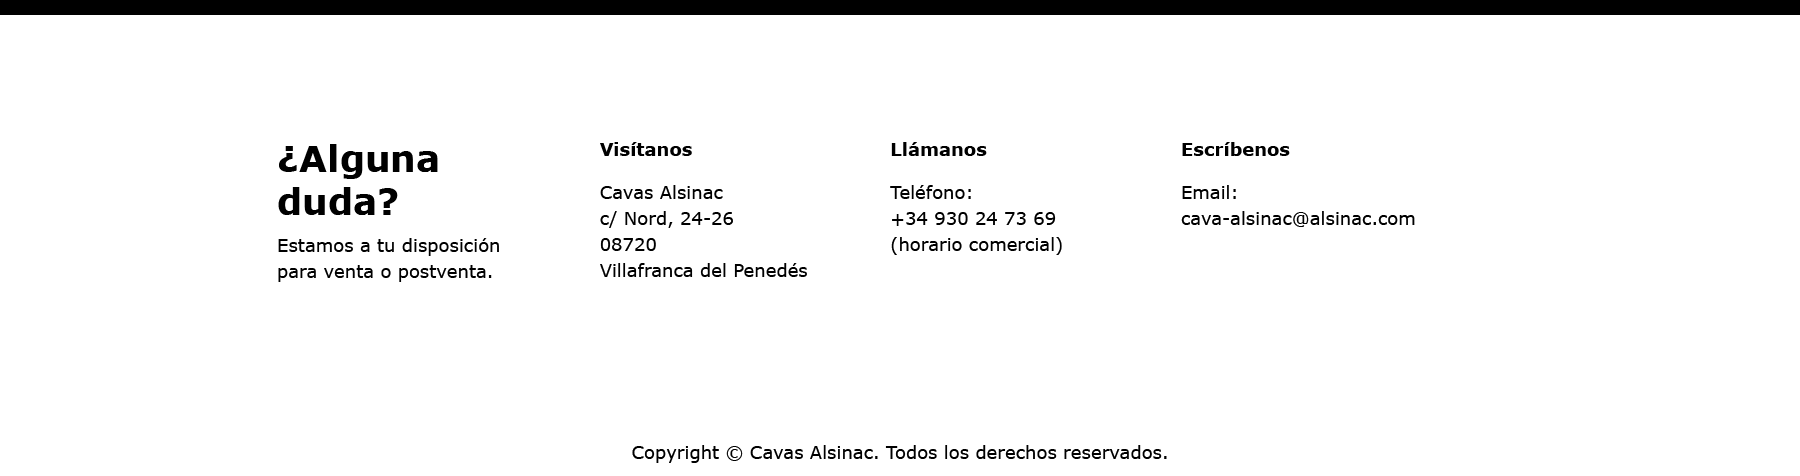 ¿Alguna
duda?
Estamos a tu disposición
para venta o postventa.
Visítanos
Cavas Alsinac
c/ Nord, 24-26
08720
Villafranca del Penedés
Llámanos
Teléfono:
+34 930 24 73 69
(horario comercial)
Escríbenos
Email:
cava-alsinac@alsinac.com
Copyright © Cavas Alsinac. Todos los derechos reservados.